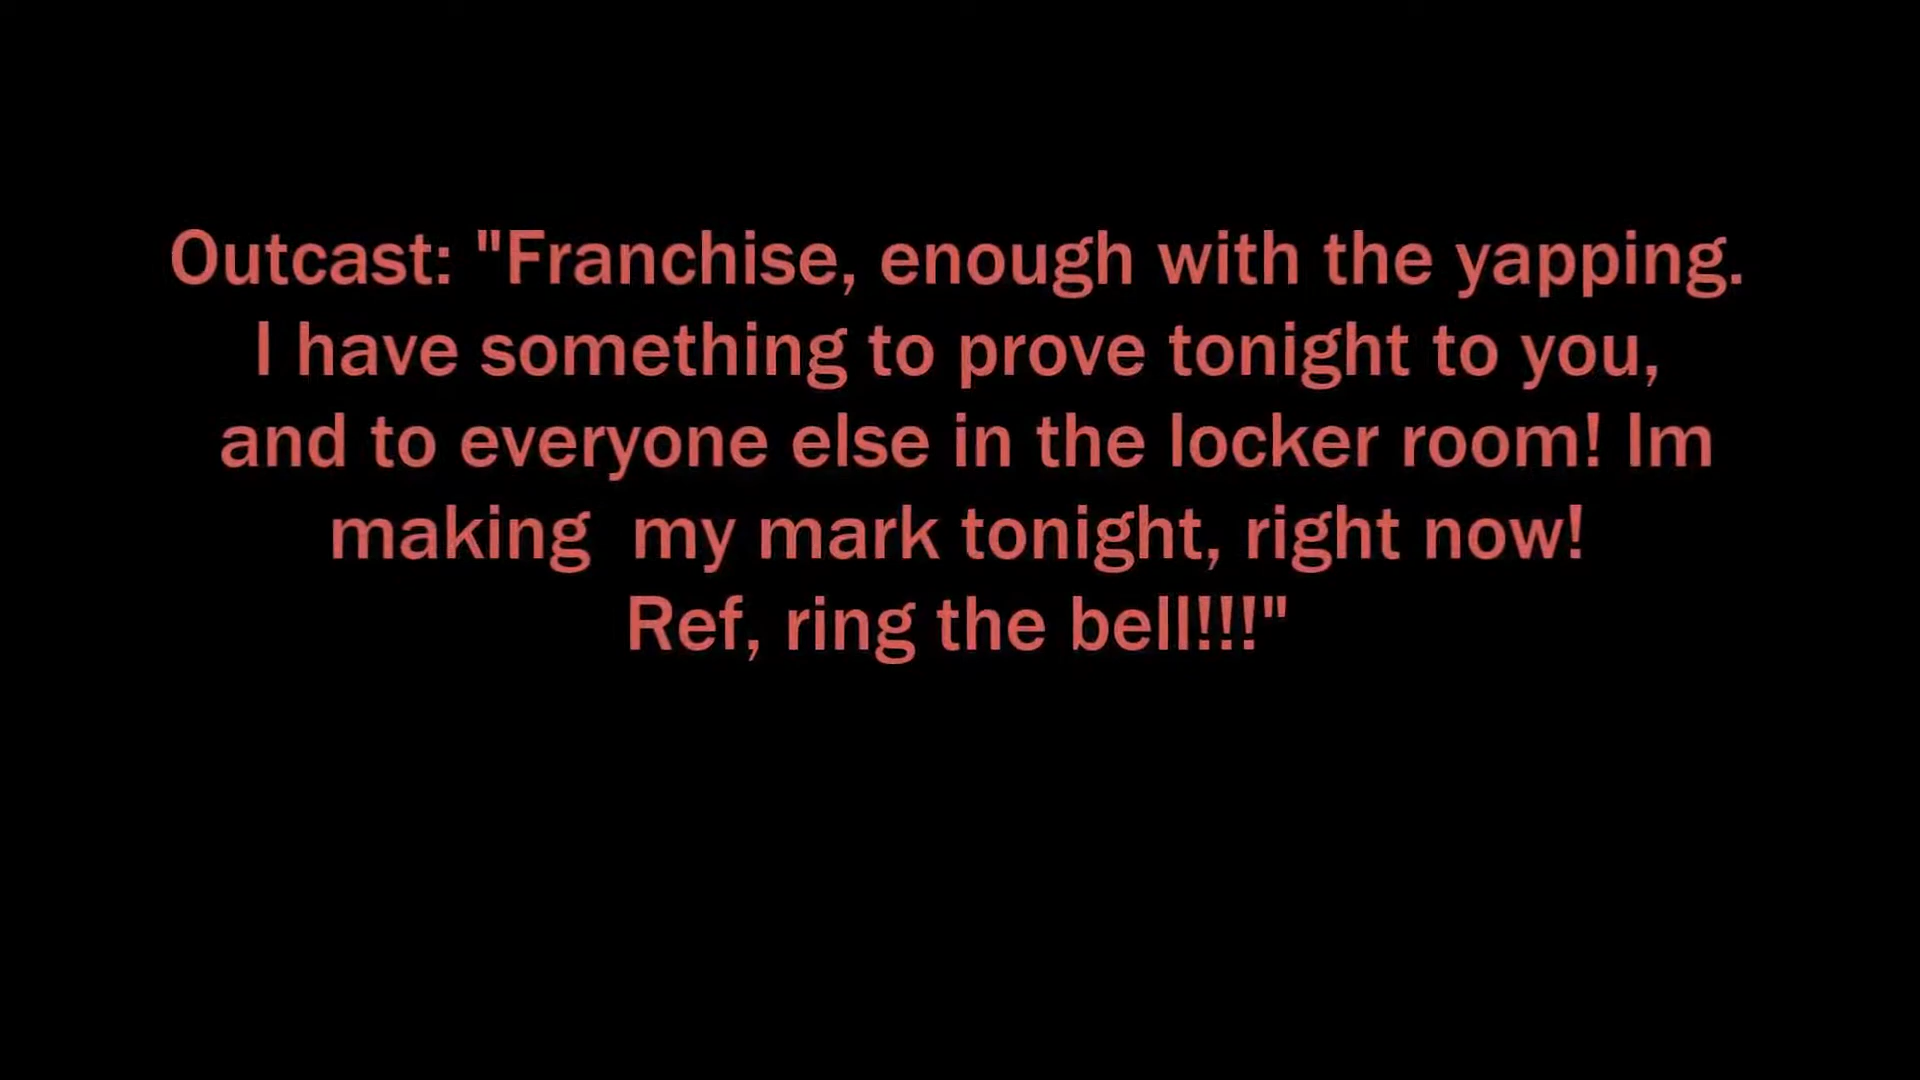 Outcast: "Franchise, enough with the yapping.
I have something to prove tonight to you,
and to everyone else in the locker room! Im
making  my mark tonight, right now!
Ref, ring the bell!!!"